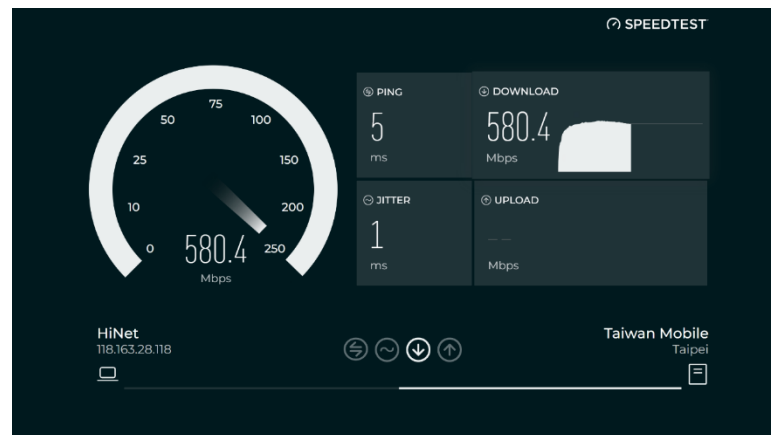 SPEEDTEST
PING
5
ms
DOWNLOAD
580.4
Mbps
JITTER
1
ms
UPLOAD
— —
Mbps
0
10
25
50
75
100
150
200
250
580.4
Mbps
HiNet
118.163.28.118
Taiwan Mobile
Taipei